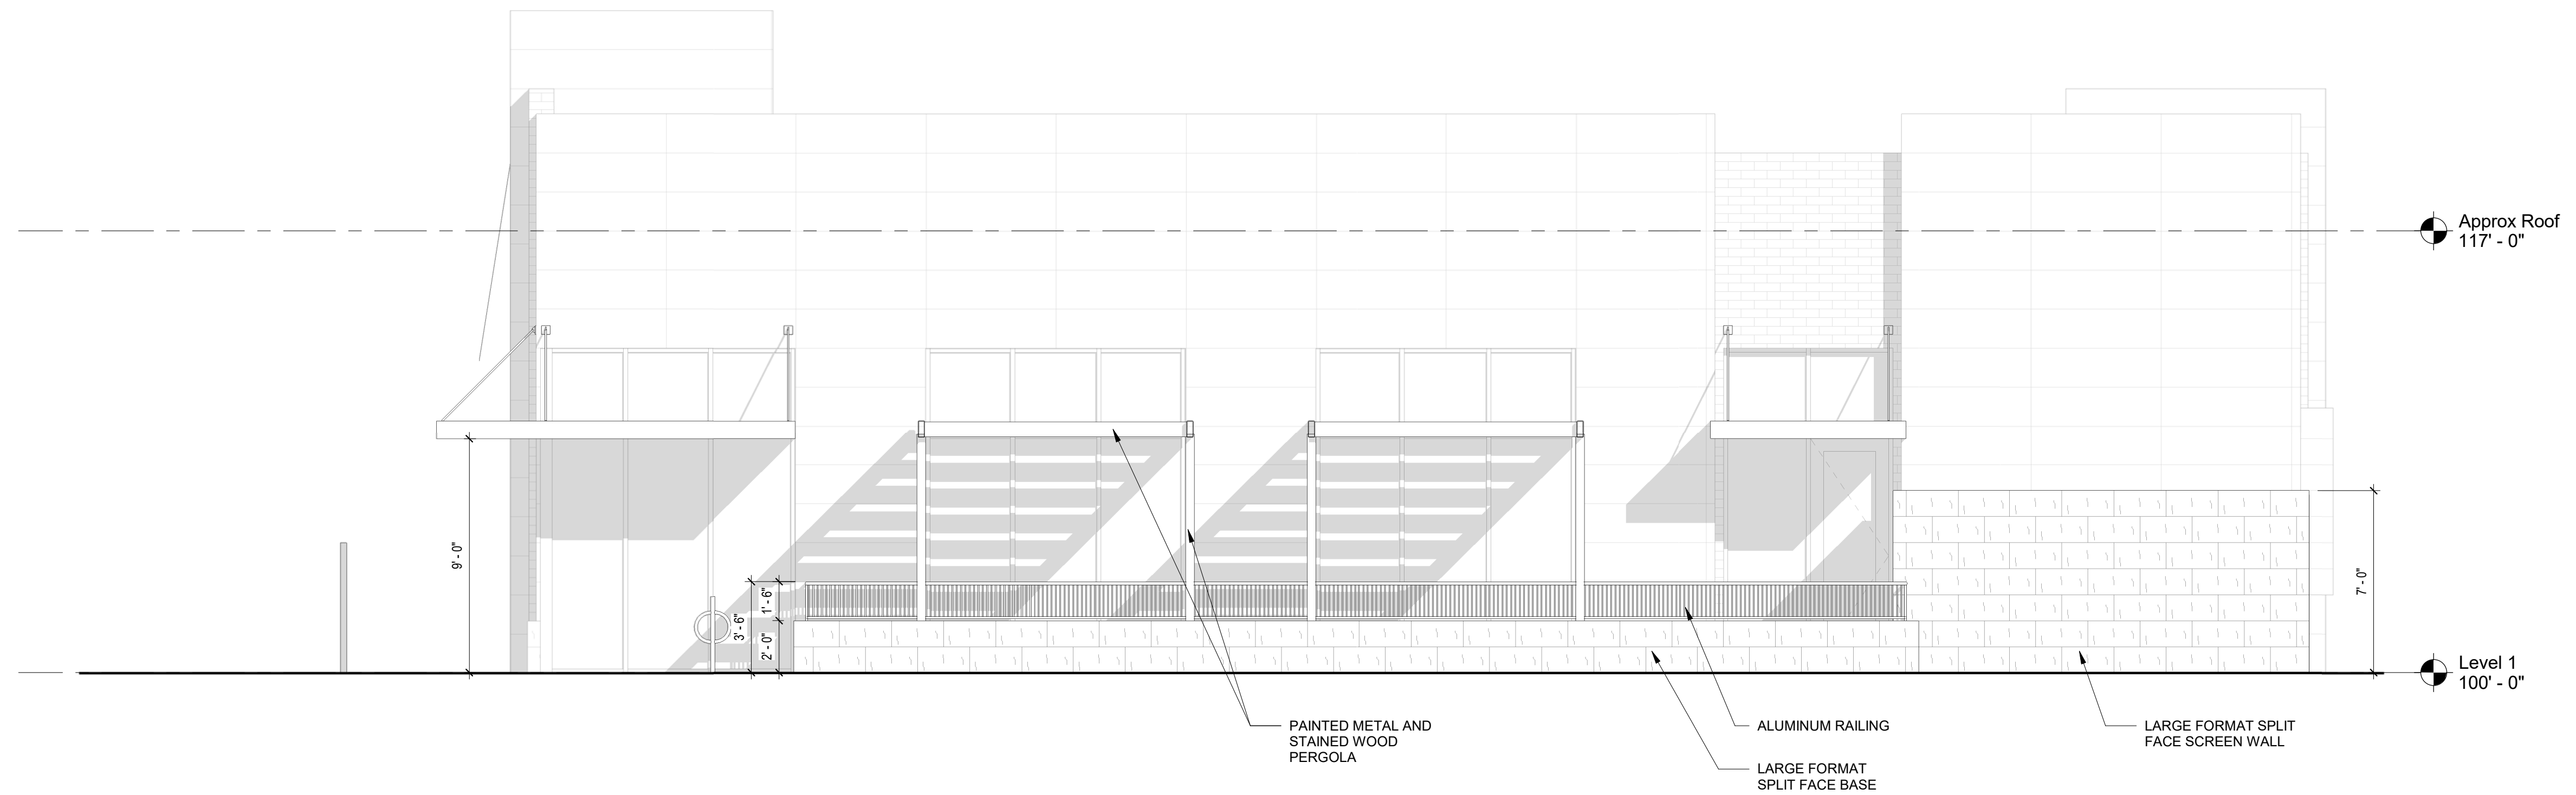 Approx Roof
117' - 0"
9' - 0"
3' - 6"
1' - 6"
2' - 0"
7' - 0"
Level 1
100' - 0"
PAINTED METAL AND
STAINED WOOD
PERGOLA
ALUMINUM RAILING
LARGE FORMAT
SPLIT FACE BASE
LARGE FORMAT SPLIT
FACE SCREEN WALL